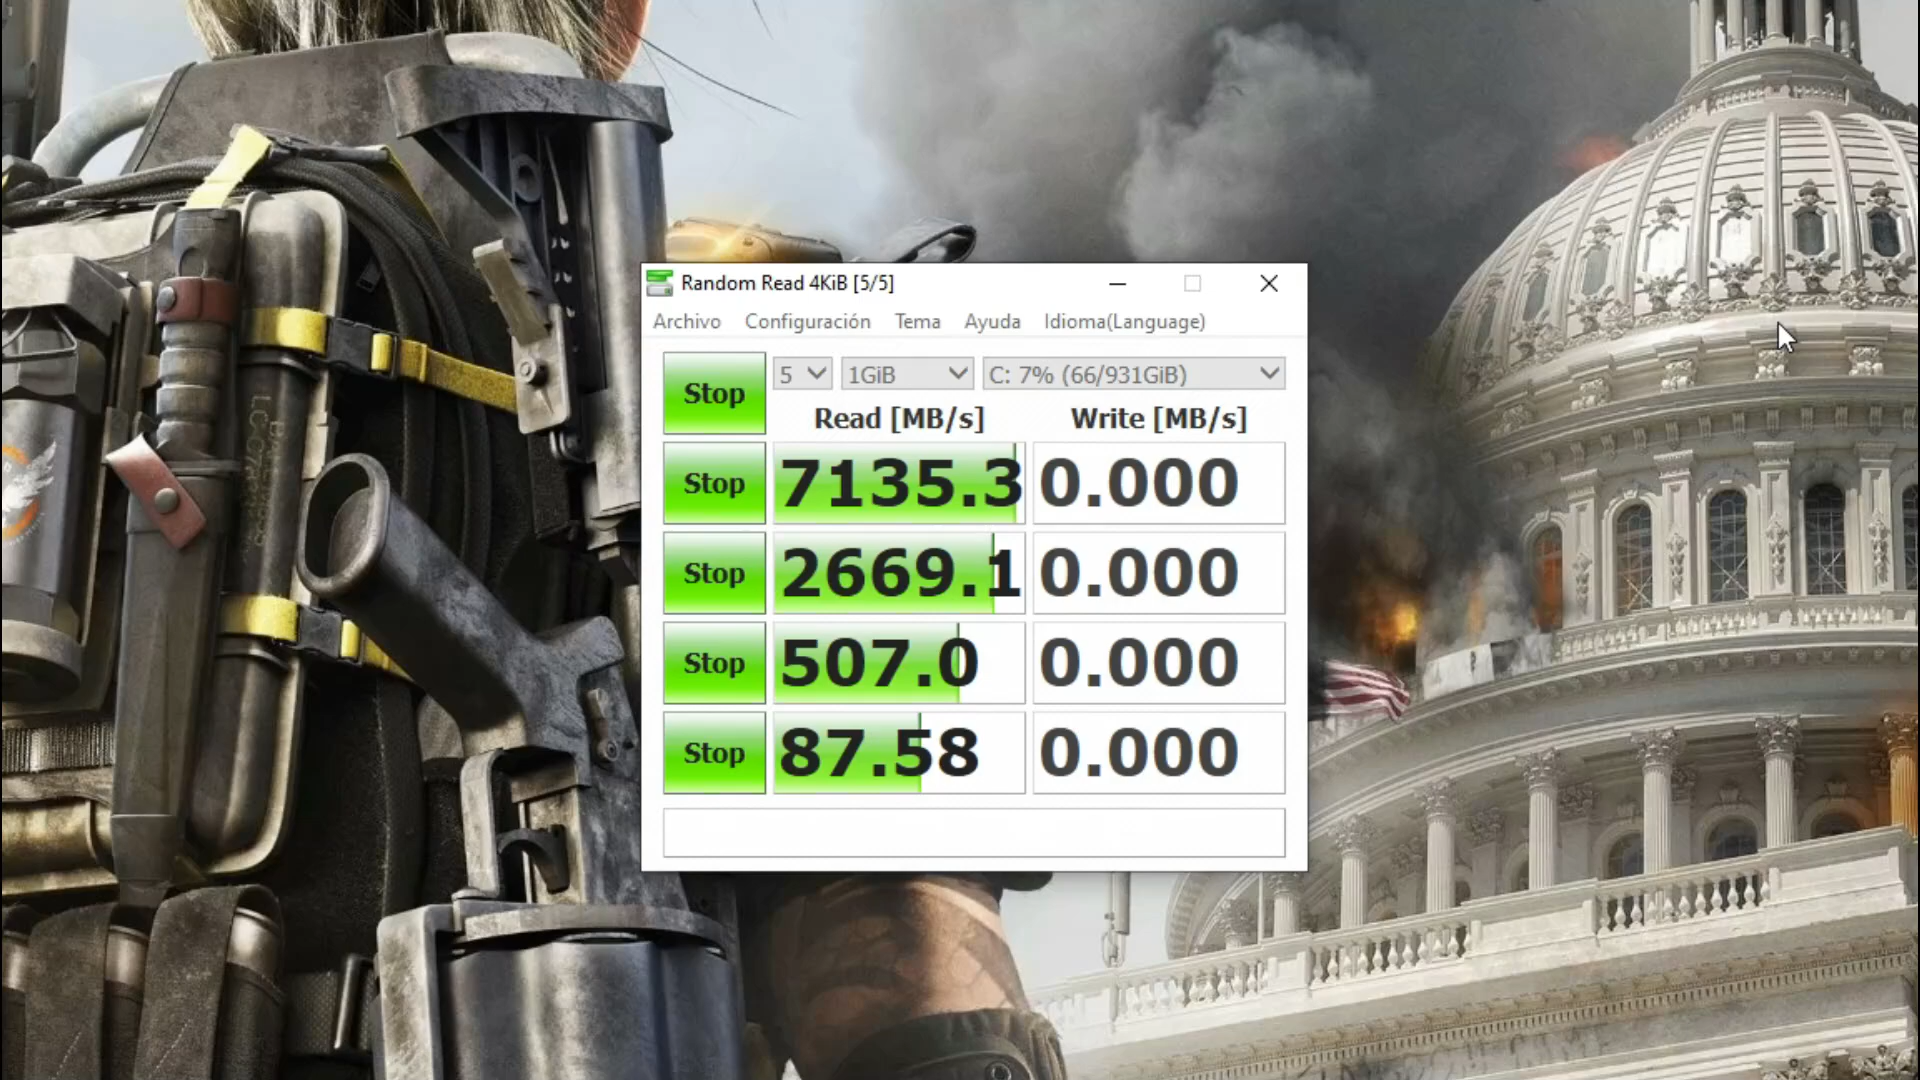 Random Read 4KiB [5/5]
Archivo Configuración Tema Ayuda Idioma(Language)
Stop 5 1GiB C: 7% (66/931GiB)
Read [MB/s] Write [MB/s]
Stop 7135.3 0.000
Stop 2669.1 0.000
Stop 507.0 0.000
Stop 87.58 0.000